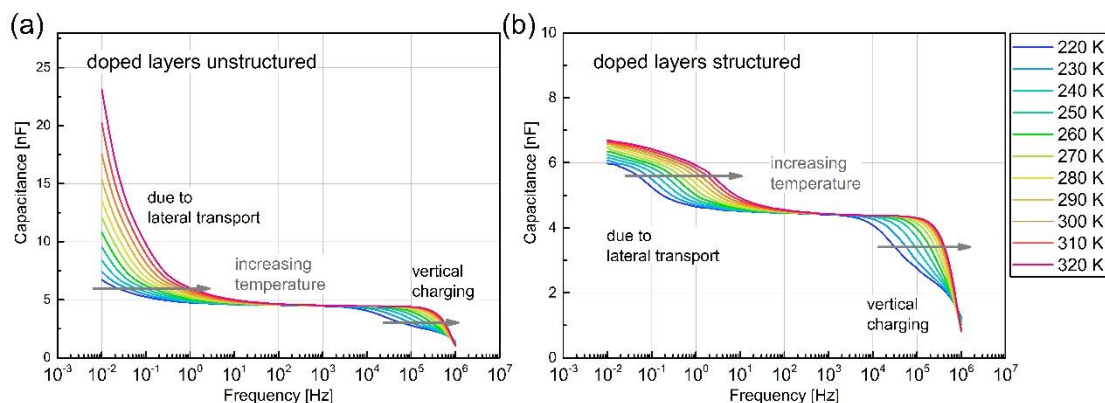 (a)
doped layers unstructured
25
20
15
10
5
0
Capacitance [nF]
due to
lateral transport
increasing
temperature
vertical
charging
10-3 10-2 10-1 100 101 102 103 104 105 106 107
Frequency [Hz]
(b)
doped layers structured
10
8
6
4
2
0
Capacitance [nF]
increasing
temperature
due to
lateral transport
vertical
charging
10-3 10-2 10-1 100 101 102 103 104 105 106 107
Frequency [Hz]
220 K
230 K
240 K
250 K
260 K
270 K
280 K
290 K
300 K
310 K
320 K